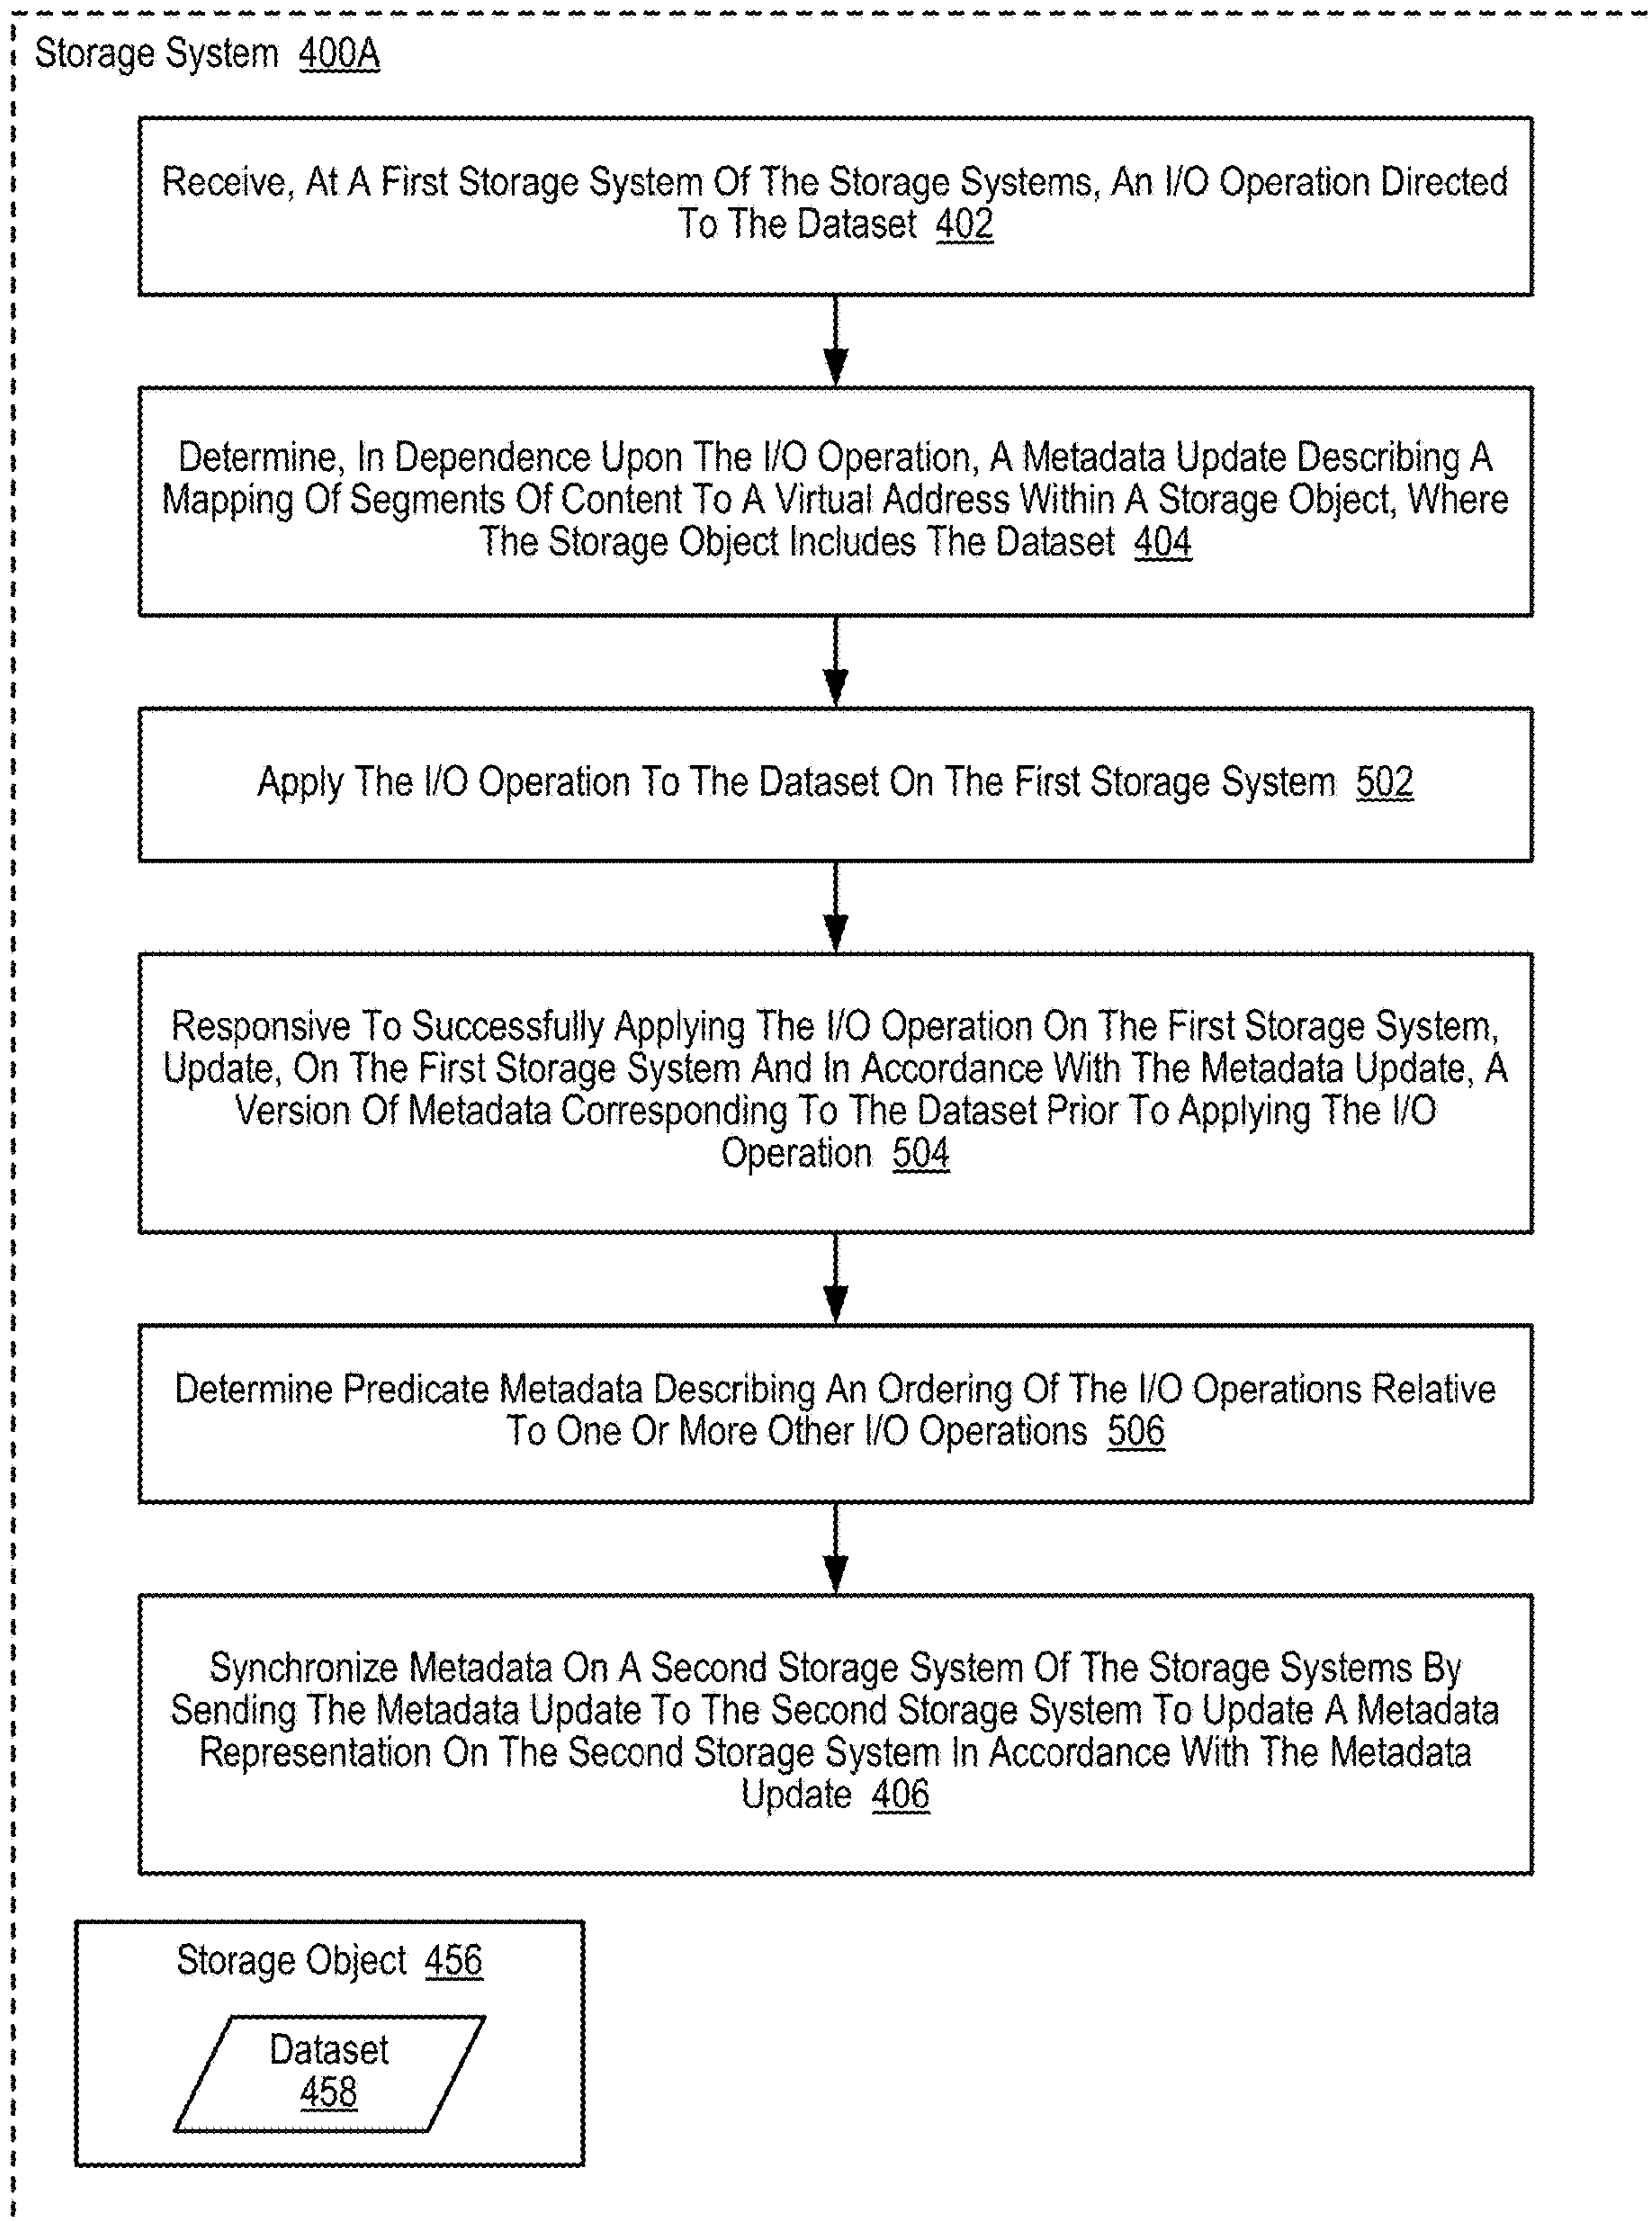 Storage System 400A
Receive, At A First Storage System Of The Storage Systems, An I/O Operation Directed
To The Dataset 402
Determine, In Dependence Upon The I/O Operation, A Metadata Update Describing A
Mapping Of Segments Of Content To A Virtual Address Within A Storage Object, Where
The Storage Object Includes The Dataset 404
Apply The I/O Operation To The Dataset On The First Storage System 502
Responsive To Successfully Applying The I/O Operation On The First Storage System,
Update, On The First Storage System And In Accordance With The Metadata Update, A
Version Of Metadata Corresponding To The Dataset Prior To Applying The I/O
Operation 504
Determine Predicate Metadata Describing An Ordering Of The I/O Operations Relative
To One Or More Other I/O Operations 506
Synchronize Metadata On A Second Storage System Of The Storage Systems By
Sending The Metadata Update To The Second Storage System To Update A Metadata
Representation On The Second Storage System In Accordance With The Metadata
Update 406
Storage Object 456
Dataset
458